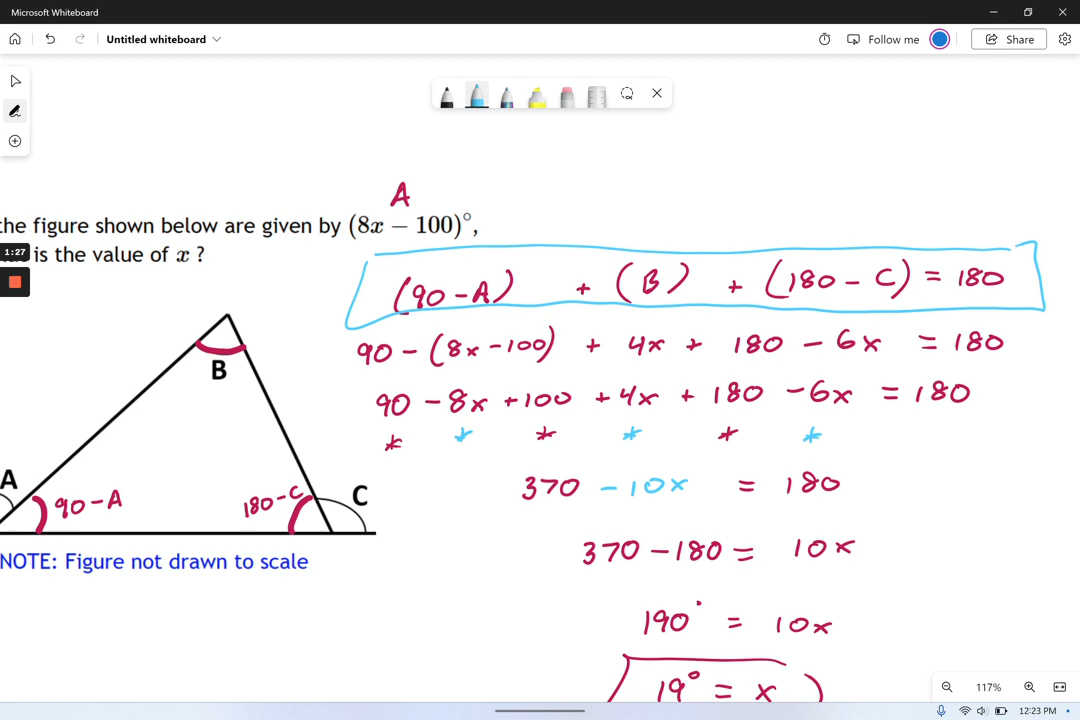 Microsoft Whiteboard
Untitled whiteboard
Follow me
Share
A
the figure shown below are given by (8x − 100)°,
is the value of x ?
1:27
(90 - A) + (B) + (180 - C) = 180
90 - (8x - 100) + 4x + 180 - 6x = 180
90 - 8x + 100 + 4x + 180 - 6x = 180
* * * * * *
370 - 10x = 180
370 - 180 = 10x
190° = 10x
19° = x
B
A
90 - A
180 - C
C
NOTE: Figure not drawn to scale
117%
12:23 PM